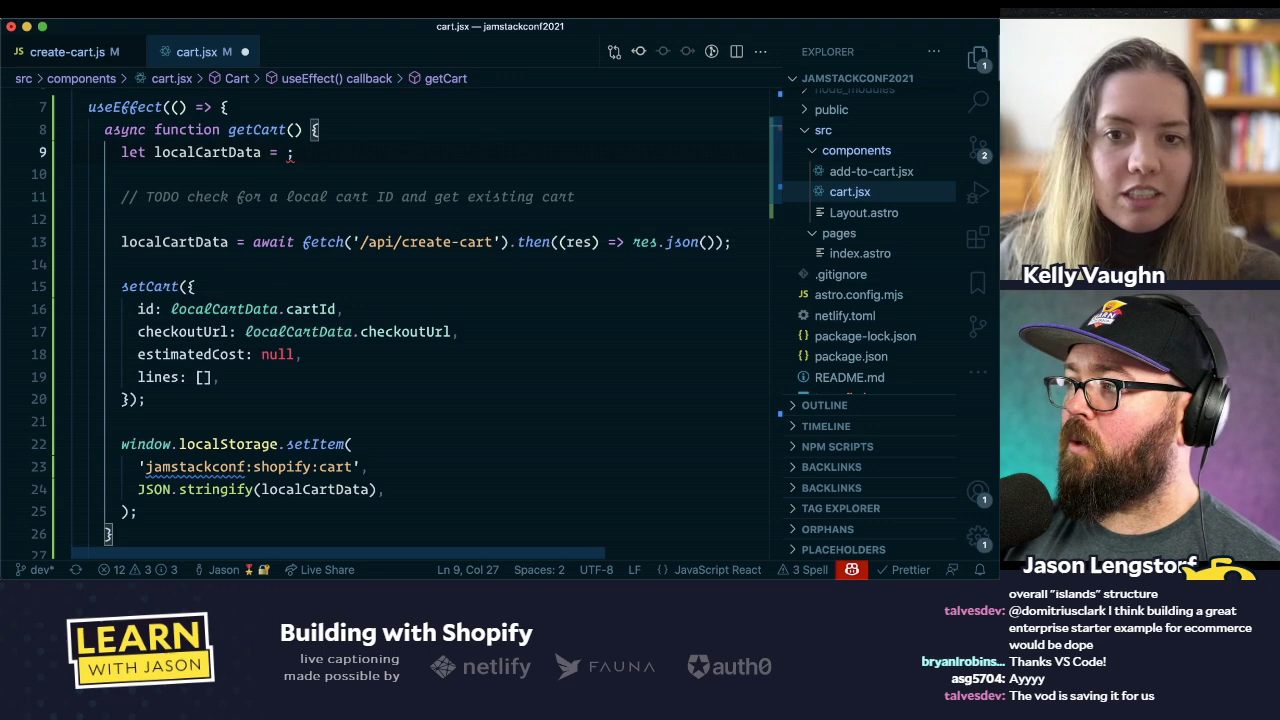 cart.jsx - jamstackconf2021
JS create-cart.js M
cart.jsx M
src > components > cart.jsx > Cart > useEffect() callback > getCart
7 useEffect(() => {
8 async function getCart() {
9 let localCartData = ;
10
11 // TODO check for a local cart ID and get existing cart
12
13 localCartData = await fetch('/api/create-cart').then((res) => res.json());
14
15 setCart({
16 id: localCartData.cartId,
17 checkoutUrl: localCartData.checkoutUrl,
18 estimatedCost: null,
19 lines: [],
20 });
21
22 window.localStorage.setItem(
23 'jamstackconf:shopify:cart',
24 JSON.stringify(localCartData),
25 );
26 }
27
EXPLORER
JAMSTACKCONF2021
node_modules
public
src
components
add-to-cart.jsx
cart.jsx
Layout.astro
pages
index.astro
.gitignore
astro.config.mjs
netlify.toml
package-lock.json
package.json
README.md
OUTLINE
TIMELINE
NPM SCRIPTS
BACKLINKS
BACKLINKS
TAG EXPLORER
ORPHANS
PLACEHOLDERS
1
2
1
1
dev* 12 3 3 Jason Live Share Ln 9, Col 27 Spaces: 2 UTF-8 LF {} JavaScript React 3 Spell Prettier
Kelly Vaughn
LEARN
Jason Lengstorf
LEARN
WITH JASON
Building with Shopify
live captioning
made possible by
netlify
FAUNA
auth0
overall "islands" structure
talvesdev: @domitriusclark I think building a great
enterprise starter example for ecommerce
would be dope
bryanlrobins... Thanks VS Code!
asg5704: Ayyyy
talvesdev: The vod is saving it for us